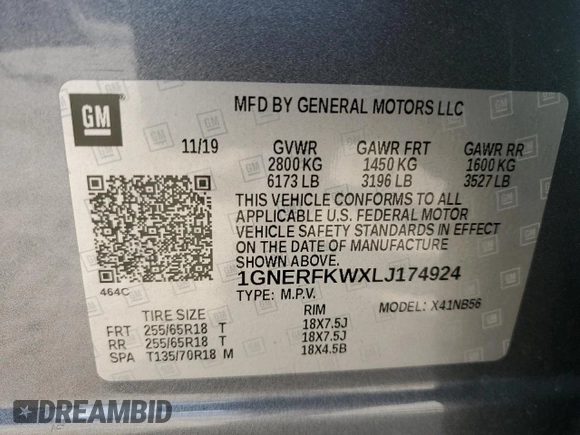 GM
MFD BY GENERAL MOTORS LLC
11/19 GVWR GAWR FRT GAWR RR
2800 KG 1450 KG 1600 KG
6173 LB 3196 LB 3527 LB
THIS VEHICLE CONFORMS TO ALL
APPLICABLE U.S. FEDERAL MOTOR
VEHICLE SAFETY STANDARDS IN EFFECT
ON THE DATE OF MANUFACTURE
SHOWN ABOVE.
1GNERFKWXLJ174924
464C
TYPE: M.P.V. MODEL: X41NB56
TIRE SIZE RIM
FRT 255/65R18 T 18X7.5J
RR 255/65R18 T 18X7.5J
SPA T135/70R18 M 18X4.5B
DREAMBID